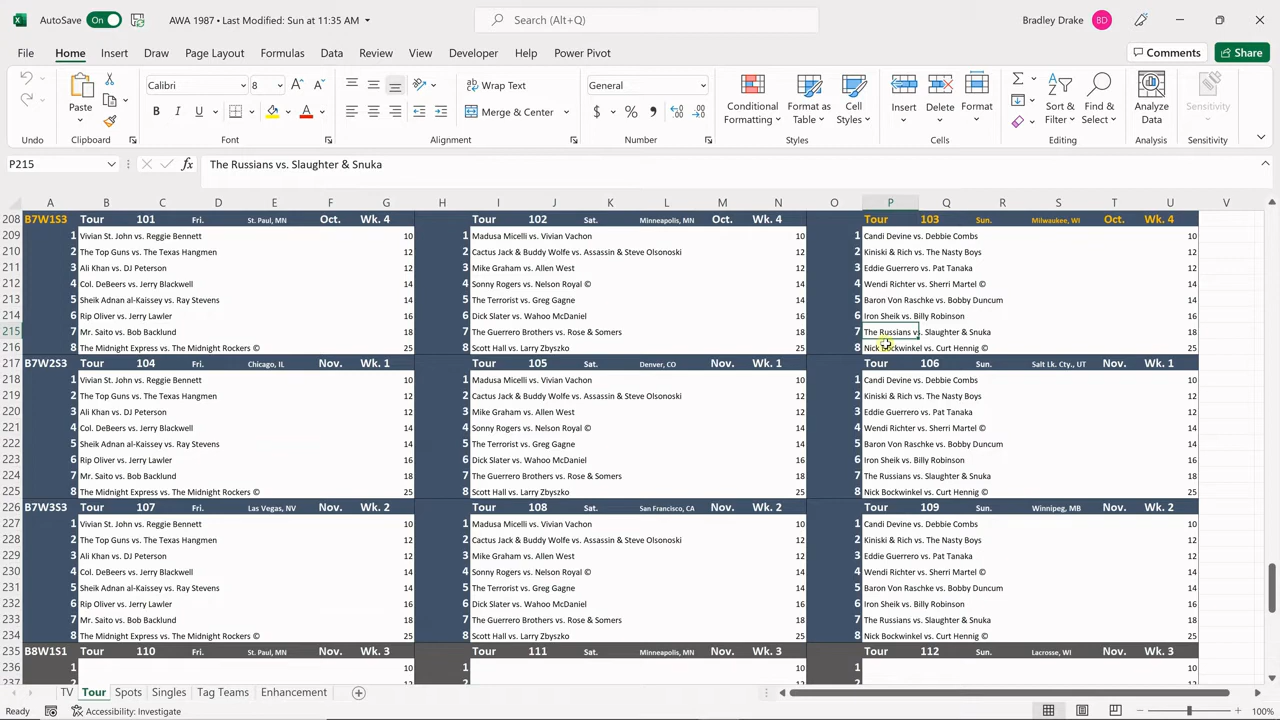 AutoSave On AWA 1987 • Last Modified: Sun at 11:35 AM Search (Alt+Q) Bradley Drake BD
File Home Insert Draw Page Layout Formulas Data Review View Developer Help Power Pivot Comments Share
Paste Calibri 8 Wrap Text General Conditional Formatting Format as Table Cell Styles Insert Delete Format Sort & Filter Find & Select Analyze Data Sensitivity
B I U Merge & Center $ % ,
Undo Clipboard Font Alignment Number Styles Cells Editing Analysis Sensitivity
P215 fx The Russians vs. Slaughter & Snuka
A B C D E F G H I J K L M N O P Q R S T U V
208 B7W1S3 Tour 101 Fri. St. Paul, MN Oct. Wk. 4 Tour 102 Sat. Minneapolis, MN Oct. Wk. 4 Tour 103 Sun. Milwaukee, WI Oct. Wk. 4
209 1 Vivian St. John vs. Reggie Bennett 10 1 Madusa Micelli vs. Vivian Vachon 10 1 Candi Devine vs. Debbie Combs 10
210 2 The Top Guns vs. The Texas Hangmen 12 2 Cactus Jack & Buddy Wolfe vs. Assassin & Steve Olsonoski 12 2 Kiniski & Rich vs. The Nasty Boys 12
211 3 Ali Khan vs. DJ Peterson 12 3 Mike Graham vs. Allen West 12 3 Eddie Guerrero vs. Pat Tanaka 12
212 4 Col. DeBeers vs. Jerry Blackwell 14 4 Sonny Rogers vs. Nelson Royal © 14 4 Wendi Richter vs. Sherri Martel © 14
213 5 Sheik Adnan al-Kaissey vs. Ray Stevens 14 5 The Terrorist vs. Greg Gagne 14 5 Baron Von Raschke vs. Bobby Duncum 14
214 6 Rip Oliver vs. Jerry Lawler 16 6 Dick Slater vs. Wahoo McDaniel 16 6 Iron Sheik vs. Billy Robinson 16
215 7 Mr. Saito vs. Bob Backlund 18 7 The Guerrero Brothers vs. Rose & Somers 18 7 The Russians vs. Slaughter & Snuka 18
216 8 The Midnight Express vs. The Midnight Rockers © 25 8 Scott Hall vs. Larry Zbyszko 25 8 Nick Bockwinkel vs. Curt Hennig © 25
217 B7W2S3 Tour 104 Fri. Chicago, IL Nov. Wk. 1 Tour 105 Sat. Denver, CO Nov. Wk. 1 Tour 106 Sun. Salt Lk. Cty., UT Nov. Wk. 1
218 1 Vivian St. John vs. Reggie Bennett 10 1 Madusa Micelli vs. Vivian Vachon 10 1 Candi Devine vs. Debbie Combs 10
219 2 The Top Guns vs. The Texas Hangmen 12 2 Cactus Jack & Buddy Wolfe vs. Assassin & Steve Olsonoski 12 2 Kiniski & Rich vs. The Nasty Boys 12
220 3 Ali Khan vs. DJ Peterson 12 3 Mike Graham vs. Allen West 12 3 Eddie Guerrero vs. Pat Tanaka 12
221 4 Col. DeBeers vs. Jerry Blackwell 14 4 Sonny Rogers vs. Nelson Royal © 14 4 Wendi Richter vs. Sherri Martel © 14
222 5 Sheik Adnan al-Kaissey vs. Ray Stevens 14 5 The Terrorist vs. Greg Gagne 14 5 Baron Von Raschke vs. Bobby Duncum 14
223 6 Rip Oliver vs. Jerry Lawler 16 6 Dick Slater vs. Wahoo McDaniel 16 6 Iron Sheik vs. Billy Robinson 16
224 7 Mr. Saito vs. Bob Backlund 18 7 The Guerrero Brothers vs. Rose & Somers 18 7 The Russians vs. Slaughter & Snuka 18
225 8 The Midnight Express vs. The Midnight Rockers © 25 8 Scott Hall vs. Larry Zbyszko 25 8 Nick Bockwinkel vs. Curt Hennig © 25
226 B7W3S3 Tour 107 Fri. Las Vegas, NV Nov. Wk. 2 Tour 108 Sat. San Francisco, CA Nov. Wk. 2 Tour 109 Sun. Winnipeg, MB Nov. Wk. 2
227 1 Vivian St. John vs. Reggie Bennett 10 1 Madusa Micelli vs. Vivian Vachon 10 1 Candi Devine vs. Debbie Combs 10
228 2 The Top Guns vs. The Texas Hangmen 12 2 Cactus Jack & Buddy Wolfe vs. Assassin & Steve Olsonoski 12 2 Kiniski & Rich vs. The Nasty Boys 12
229 3 Ali Khan vs. DJ Peterson 12 3 Mike Graham vs. Allen West 12 3 Eddie Guerrero vs. Pat Tanaka 12
230 4 Col. DeBeers vs. Jerry Blackwell 14 4 Sonny Rogers vs. Nelson Royal © 14 4 Wendi Richter vs. Sherri Martel © 14
231 5 Sheik Adnan al-Kaissey vs. Ray Stevens 14 5 The Terrorist vs. Greg Gagne 14 5 Baron Von Raschke vs. Bobby Duncum 14
232 6 Rip Oliver vs. Jerry Lawler 16 6 Dick Slater vs. Wahoo McDaniel 16 6 Iron Sheik vs. Billy Robinson 16
233 7 Mr. Saito vs. Bob Backlund 18 7 The Guerrero Brothers vs. Rose & Somers 18 7 The Russians vs. Slaughter & Snuka 18
234 8 The Midnight Express vs. The Midnight Rockers © 25 8 Scott Hall vs. Larry Zbyszko 25 8 Nick Bockwinkel vs. Curt Hennig © 25
235 B8W1S1 Tour 110 Fri. St. Paul, MN Nov. Wk. 3 Tour 111 Sat. Minneapolis, MN Nov. Wk. 3 Tour 112 Sun. Lacrosse, WI Nov. Wk. 3
236 1 10 1 10 1 10
237 2 12 2 12 2 12
TV Tour Spots Singles Tag Teams Enhancement
Ready Accessibility: Investigate 100%